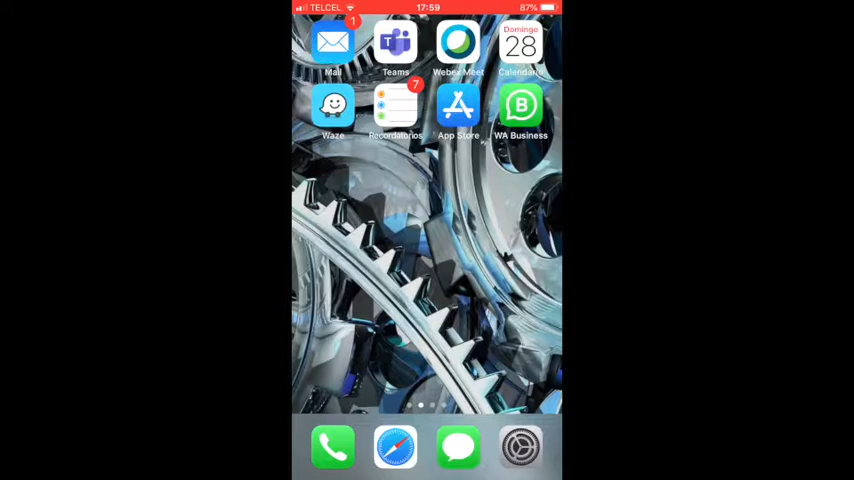 TELCEL 17:59 87%
1
Mail Teams Webex Meet Domingo 28 Calendario
7
Waze Recordatorios App Store WA Business